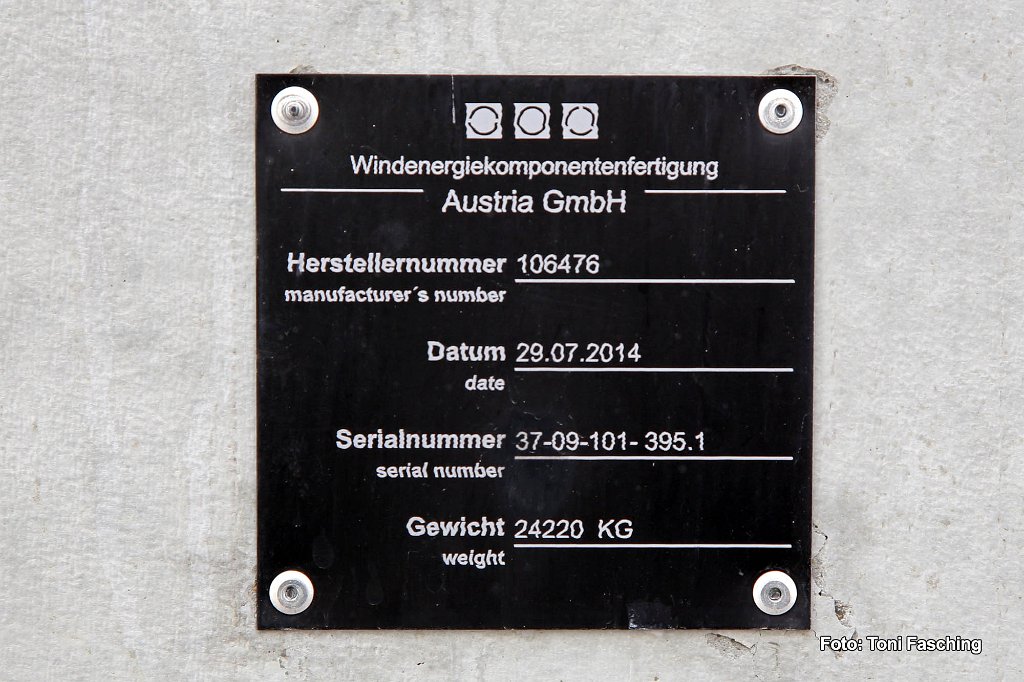 Windenergiekomponentenfertigung
Austria GmbH
Herstellernummer 106476
manufacturer´s number
Datum 29.07.2014
date
Serialnummer 37-09-101- 395.1
serial number
Gewicht 24220 KG
weight
Foto: Toni Fasching